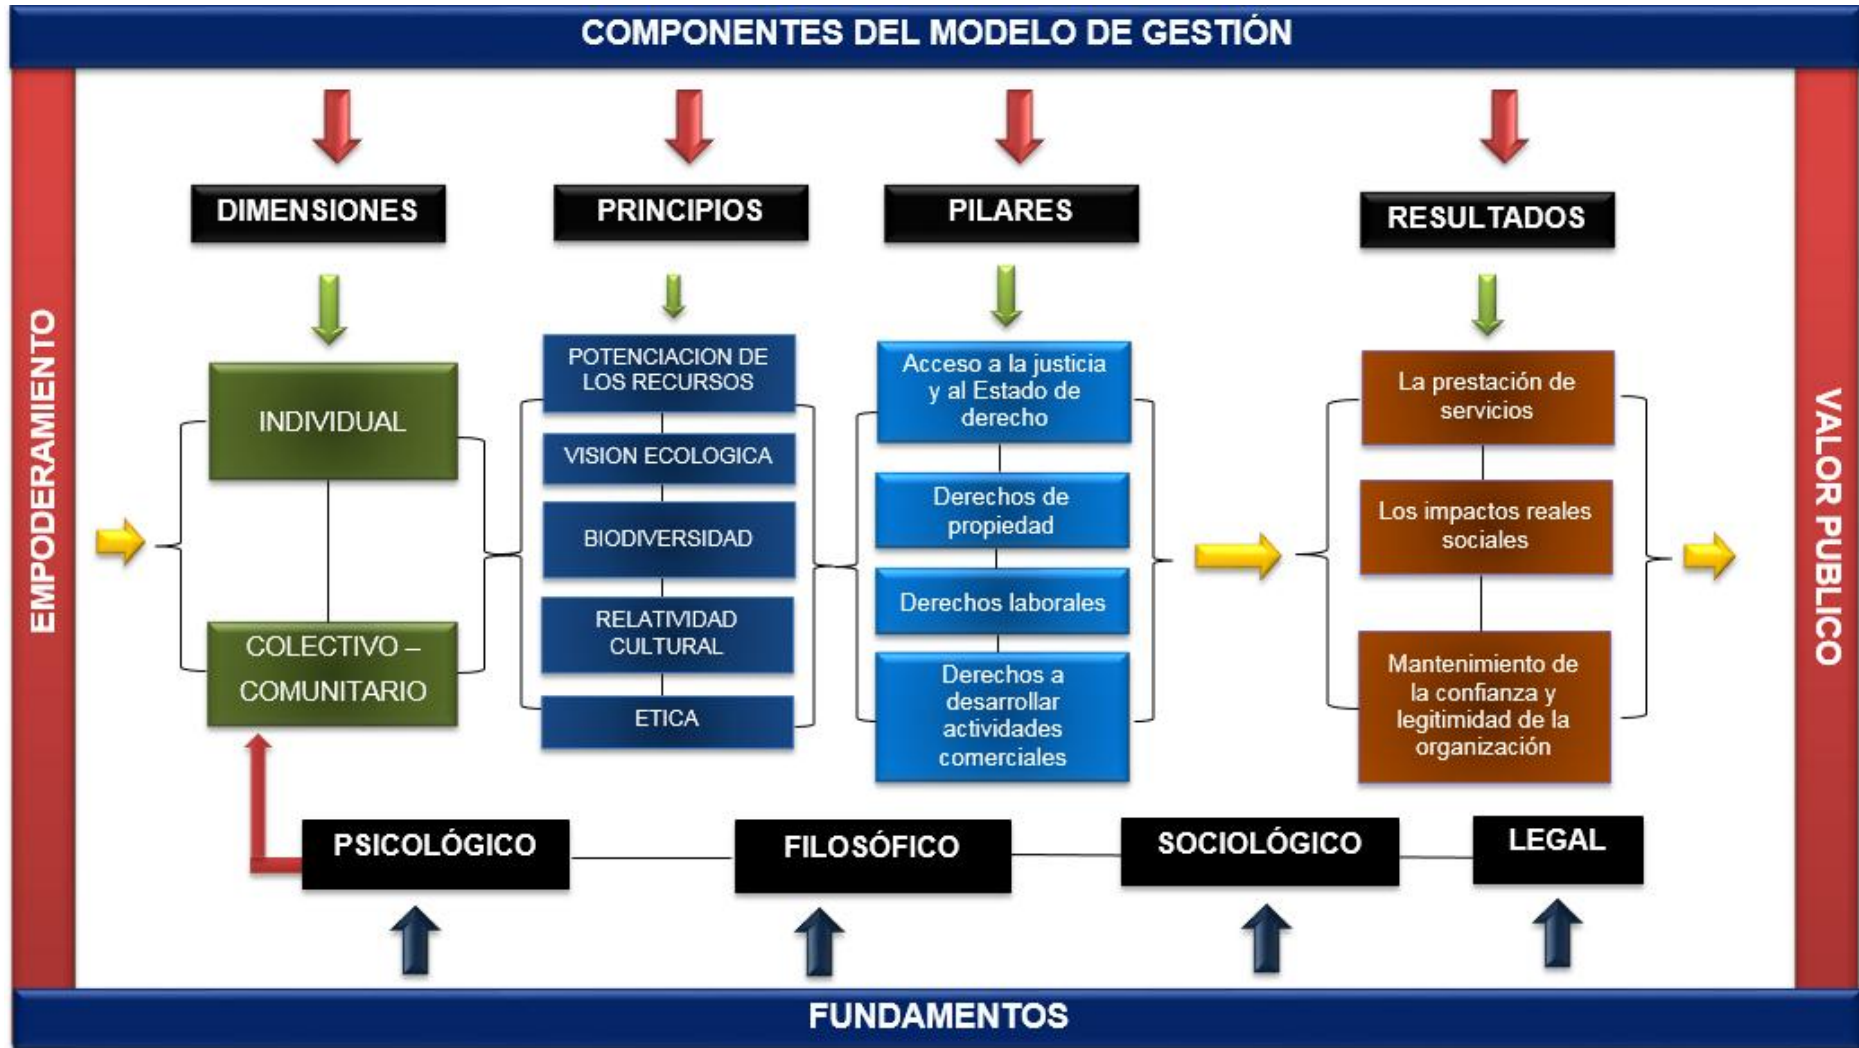 COMPONENTES DEL MODELO DE GESTIÓN
EMPODERAMIENTO
DIMENSIONES
INDIVIDUAL
COLECTIVO –
COMUNITARIO
PRINCIPIOS
POTENCIACION DE
LOS RECURSOS
VISION ECOLOGICA
BIODIVERSIDAD
RELATIVIDAD
CULTURAL
ETICA
PILARES
Acceso a la justicia
y al Estado de
derecho
Derechos de
propiedad
Derechos laborales
Derechos a
desarrollar
actividades
comerciales
RESULTADOS
La prestación de
servicios
Los impactos reales
sociales
Mantenimiento de
la confianza y
legitimidad de la
organización
VALOR PUBLICO
PSICOLÓGICO
FILOSÓFICO
SOCIOLÓGICO
LEGAL
FUNDAMENTOS